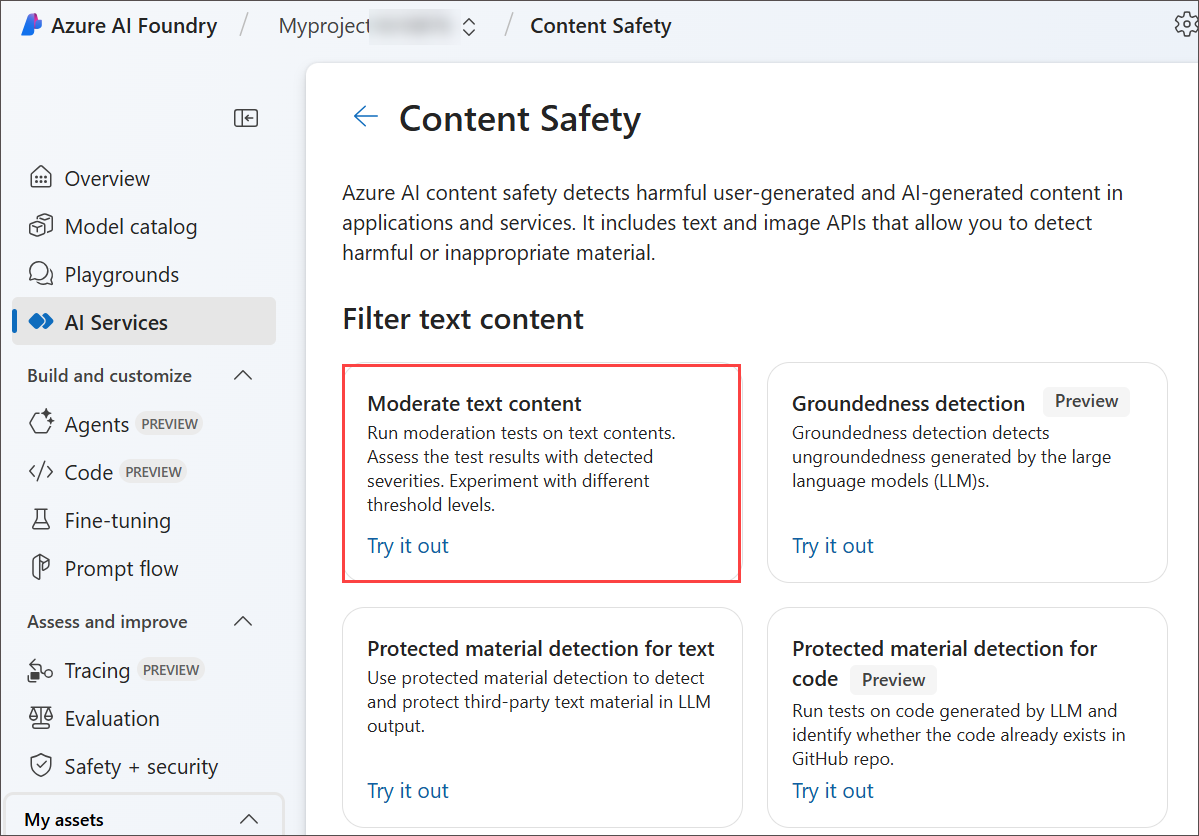 Azure AI Foundry / Myproject / Content Safety
Overview
Model catalog
Playgrounds
AI Services
Build and customize
Agents PREVIEW
Code PREVIEW
Fine-tuning
Prompt flow
Assess and improve
Tracing PREVIEW
Evaluation
Safety + security
My assets
Content Safety
Azure AI content safety detects harmful user-generated and AI-generated content in
applications and services. It includes text and image APIs that allow you to detect
harmful or inappropriate material.
Filter text content
Moderate text content
Run moderation tests on text contents.
Assess the test results with detected
severities. Experiment with different
threshold levels.
Try it out
Groundedness detection Preview
Groundedness detection detects
ungroundedness generated by the large
language models (LLM)s.
Try it out
Protected material detection for text
Use protected material detection to detect
and protect third-party text material in LLM
output.
Try it out
Protected material detection for
code Preview
Run tests on code generated by LLM and
identify whether the code already exists in
GitHub repo.
Try it out